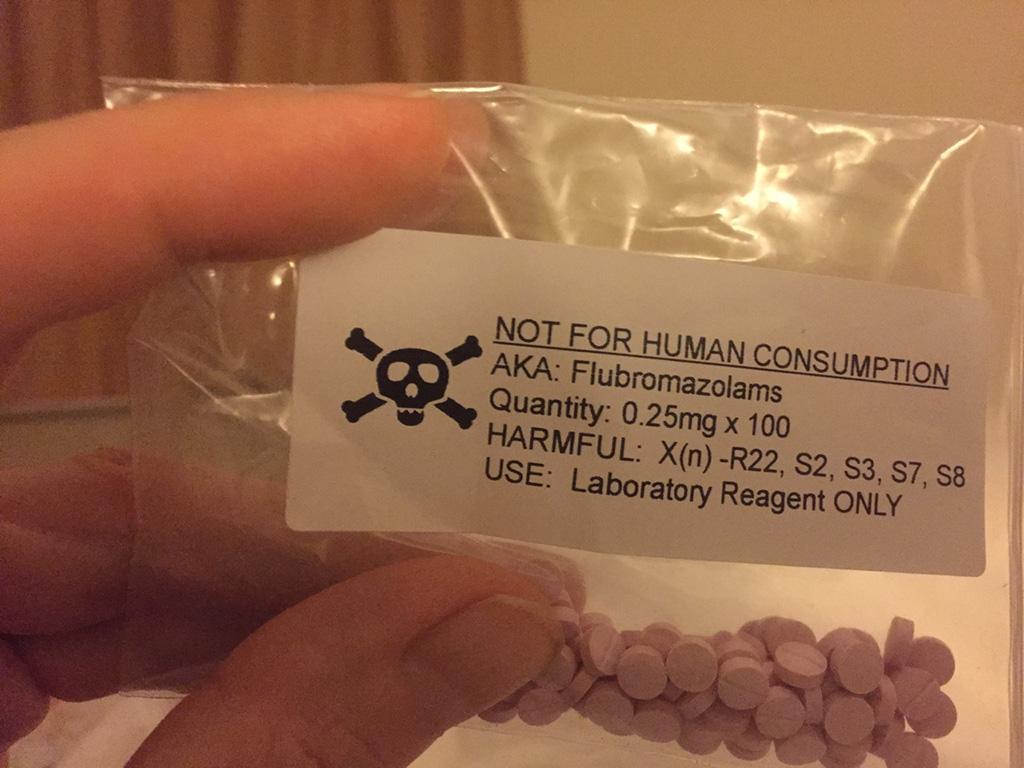 NOT FOR HUMAN CONSUMPTION
AKA: Flubromazolams
Quantity: 0.25mg x 100
HARMFUL: X(n) -R22, S2, S3, S7, S8
USE: Laboratory Reagent ONLY